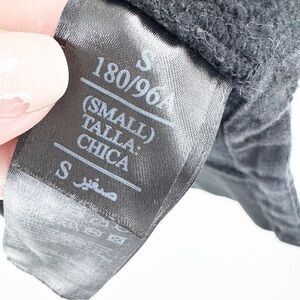 S
180/96A
(SMALL)
TALLA:
CHICA
S صغير